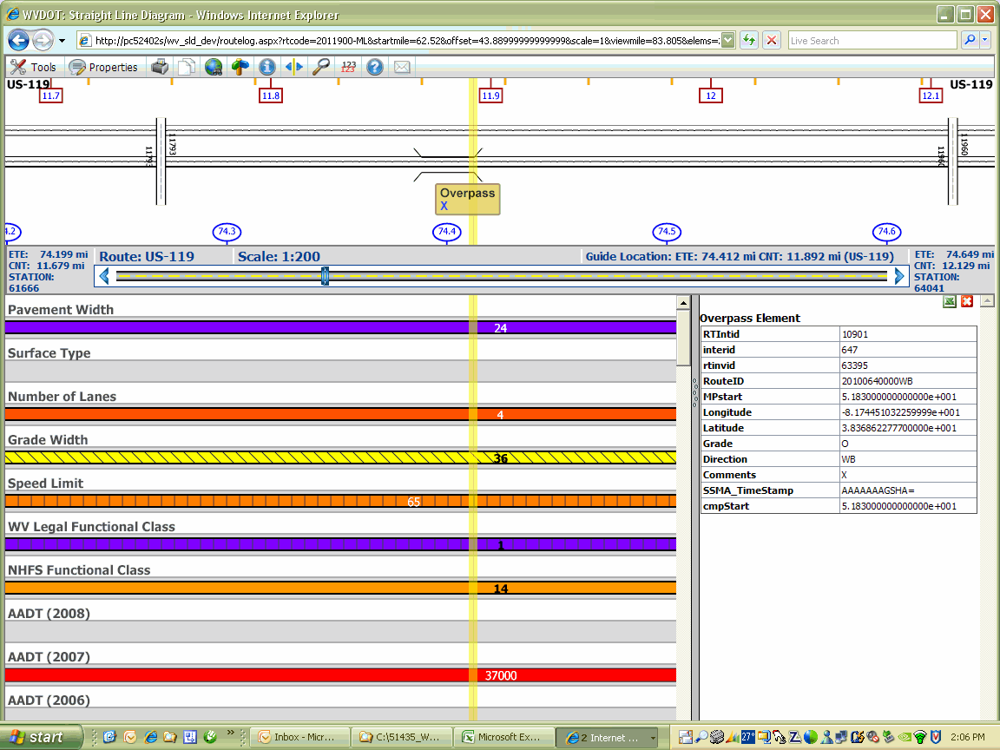 WVDOT: Straight Line Diagram - Windows Internet Explorer
http://pc52402s/wv_sld_dev/routelog.aspx?rtcode=2011900-ML&startmile=62.52&offset=43.88999999999999&scale=1&viewmile=83.805&elems=
Live Search
Tools Properties 123 123
US-119 US-119
11.7 11.8 11.9 12 12.1
11793 11793 11960 11960
Overpass
X
74.2 74.3 74.4 74.5 74.6
ETE: 74.199 mi
CNT: 11.679 mi
STATION:
61666
Route: US-119 Scale: 1:200 Guide Location: ETE: 74.412 mi CNT: 11.892 mi (US-119)
ETE: 74.649 mi
CNT: 12.129 mi
STATION:
64041
Pavement Width
24
Surface Type
Number of Lanes
4
Grade Width
36
Speed Limit
65
WV Legal Functional Class
1
NHFS Functional Class
14
AADT (2008)
AADT (2007)
37000
AADT (2006)
Overpass Element
RTIntid 10901
interid 647
rtinvid 63395
RouteID 20100640000WB
MPstart 5.183000000000000e+001
Longitude -8.174451032259999e+001
Latitude 3.836862277700000e+001
Grade O
Direction WB
Comments X
SSMA_TimeStamp AAAAAAAGSHA=
cmpStart 5.183000000000000e+001
start Inbox - Micr... C:\51435_W... Microsoft Ex... 2 Internet ... 27° 2:06 PM